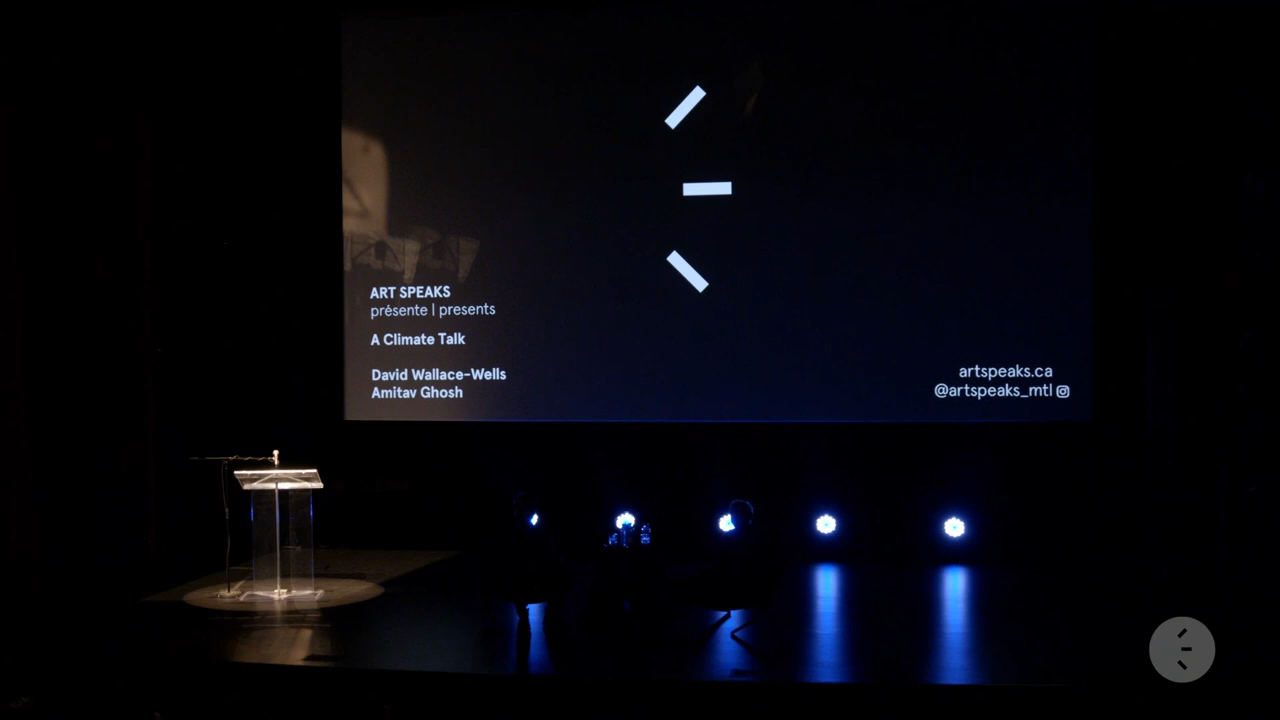 ART SPEAKS
présente | presents
A Climate Talk
David Wallace-Wells
Amitav Ghosh
artspeaks.ca
@artspeaks_mtl